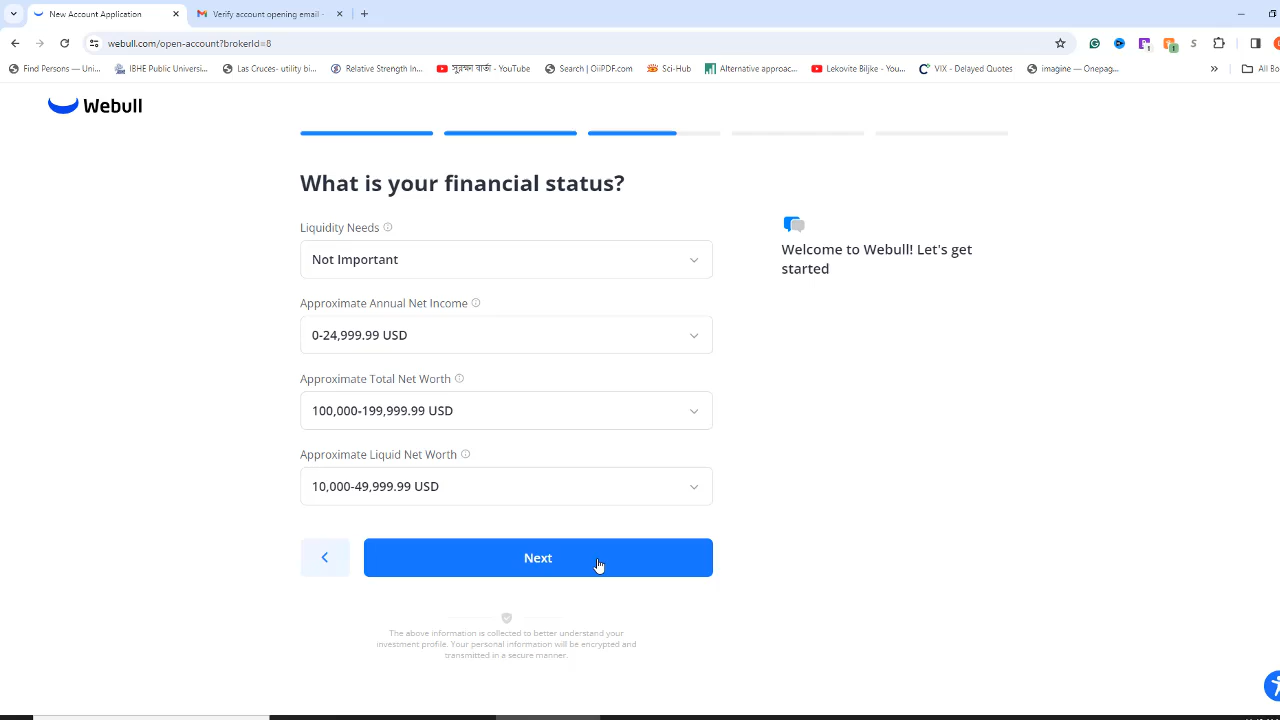 New Account Application
Verify account opening email -
webull.com/open-account?brokerId=8
Find Persons — Uni...
IBHE Public Universi...
Las Cruces- utility bi...
Relative Strength In...
YouTube
Search | OiiPDF.com
Sci-Hub
Alternative approac...
Lekovite Biljke - You...
VIX - Delayed Quotes
imagine — Onepag...
All Bo
Webull
What is your financial status?
Liquidity Needs
Not Important
Approximate Annual Net Income
0-24,999.99 USD
Approximate Total Net Worth
100,000-199,999.99 USD
Approximate Liquid Net Worth
10,000-49,999.99 USD
Next
The above information is collected to better understand your
investment profile. Your personal information will be encrypted and
transmitted in a secure manner.
Welcome to Webull! Let's get
started